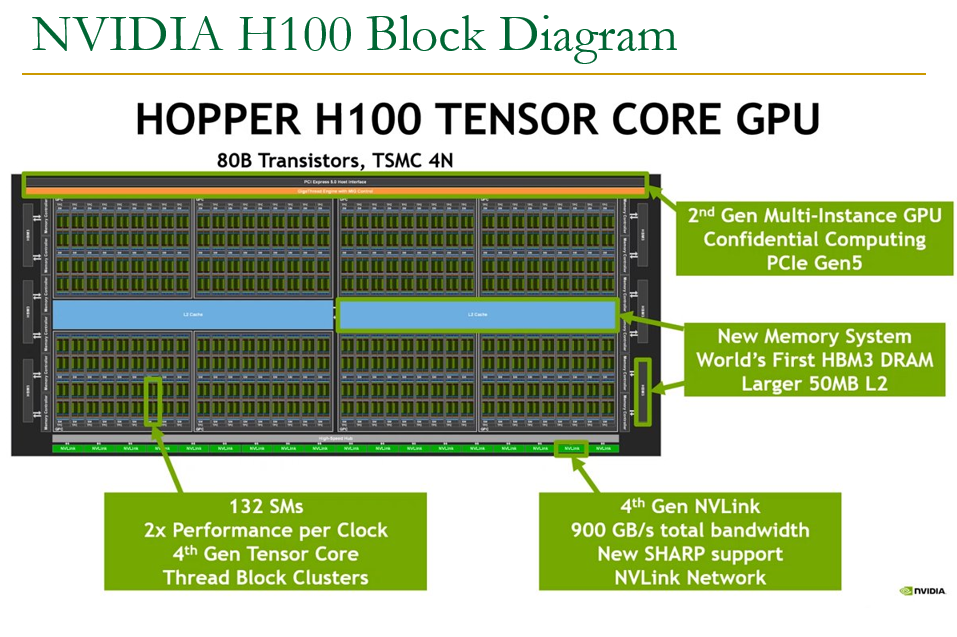 NVIDIA H100 Block Diagram
HOPPER H100 TENSOR CORE GPU
80B Transistors, TSMC 4N
PCI Express 5.0 Host Interface
GigaThread Engine with MIG Control
2nd Gen Multi-Instance GPU
Confidential Computing
PCIe Gen5
L2 Cache
L2 Cache
New Memory System
World's First HBM3 DRAM
Larger 50MB L2
High-Speed Hub
NVLink NVLink NVLink NVLink NVLink NVLink NVLink NVLink NVLink NVLink NVLink NVLink NVLink NVLink NVLink NVLink NVLink NVLink
132 SMs
2x Performance per Clock
4th Gen Tensor Core
Thread Block Clusters
4th Gen NVLink
900 GB/s total bandwidth
New SHARP support
NVLink Network
NVIDIA.